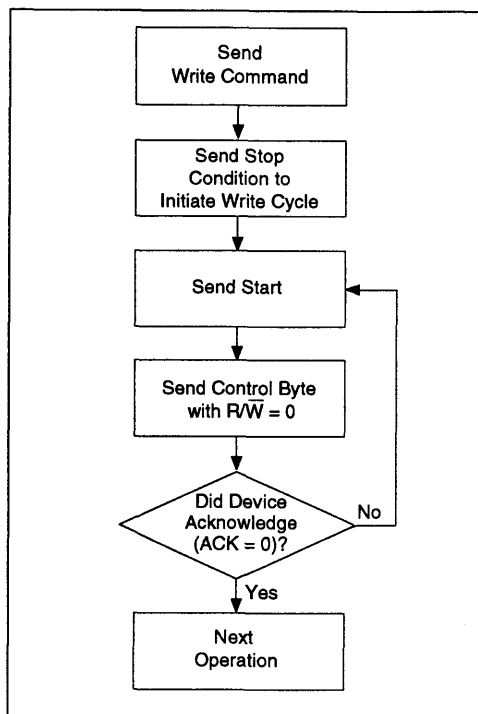 Send
Write Command
Send Stop
Condition to
Initiate Write Cycle
Send Start
Send Control Byte
with R/W̅ = 0
Did Device
Acknowledge
(ACK = 0)?
No
Yes
Next
Operation